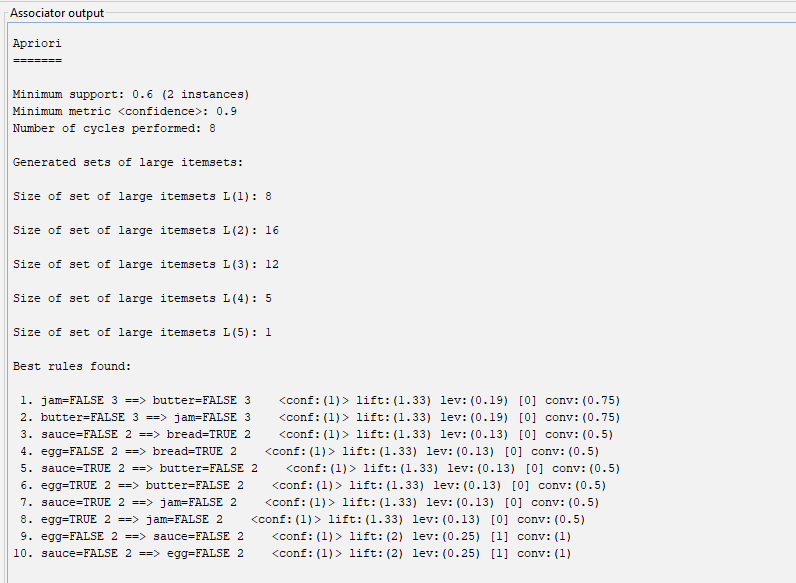 Associator output
Apriori
=======
Minimum support: 0.6 (2 instances)
Minimum metric <confidence>: 0.9
Number of cycles performed: 8
Generated sets of large itemsets:
Size of set of large itemsets L(1): 8
Size of set of large itemsets L(2): 16
Size of set of large itemsets L(3): 12
Size of set of large itemsets L(4): 5
Size of set of large itemsets L(5): 1
Best rules found:
1. jam=FALSE 3 ==> butter=FALSE 3    <conf:(1)> lift:(1.33) lev:(0.19) [0] conv:(0.75)
2. butter=FALSE 3 ==> jam=FALSE 3    <conf:(1)> lift:(1.33) lev:(0.19) [0] conv:(0.75)
3. sauce=FALSE 2 ==> bread=TRUE 2    <conf:(1)> lift:(1.33) lev:(0.13) [0] conv:(0.5)
4. egg=FALSE 2 ==> bread=TRUE 2    <conf:(1)> lift:(1.33) lev:(0.13) [0] conv:(0.5)
5. sauce=TRUE 2 ==> butter=FALSE 2    <conf:(1)> lift:(1.33) lev:(0.13) [0] conv:(0.5)
6. egg=TRUE 2 ==> butter=FALSE 2    <conf:(1)> lift:(1.33) lev:(0.13) [0] conv:(0.5)
7. sauce=TRUE 2 ==> jam=FALSE 2    <conf:(1)> lift:(1.33) lev:(0.13) [0] conv:(0.5)
8. egg=TRUE 2 ==> jam=FALSE 2    <conf:(1)> lift:(1.33) lev:(0.13) [0] conv:(0.5)
9. egg=FALSE 2 ==> sauce=FALSE 2    <conf:(1)> lift:(2) lev:(0.25) [1] conv:(1)
10. sauce=FALSE 2 ==> egg=FALSE 2    <conf:(1)> lift:(2) lev:(0.25) [1] conv:(1)